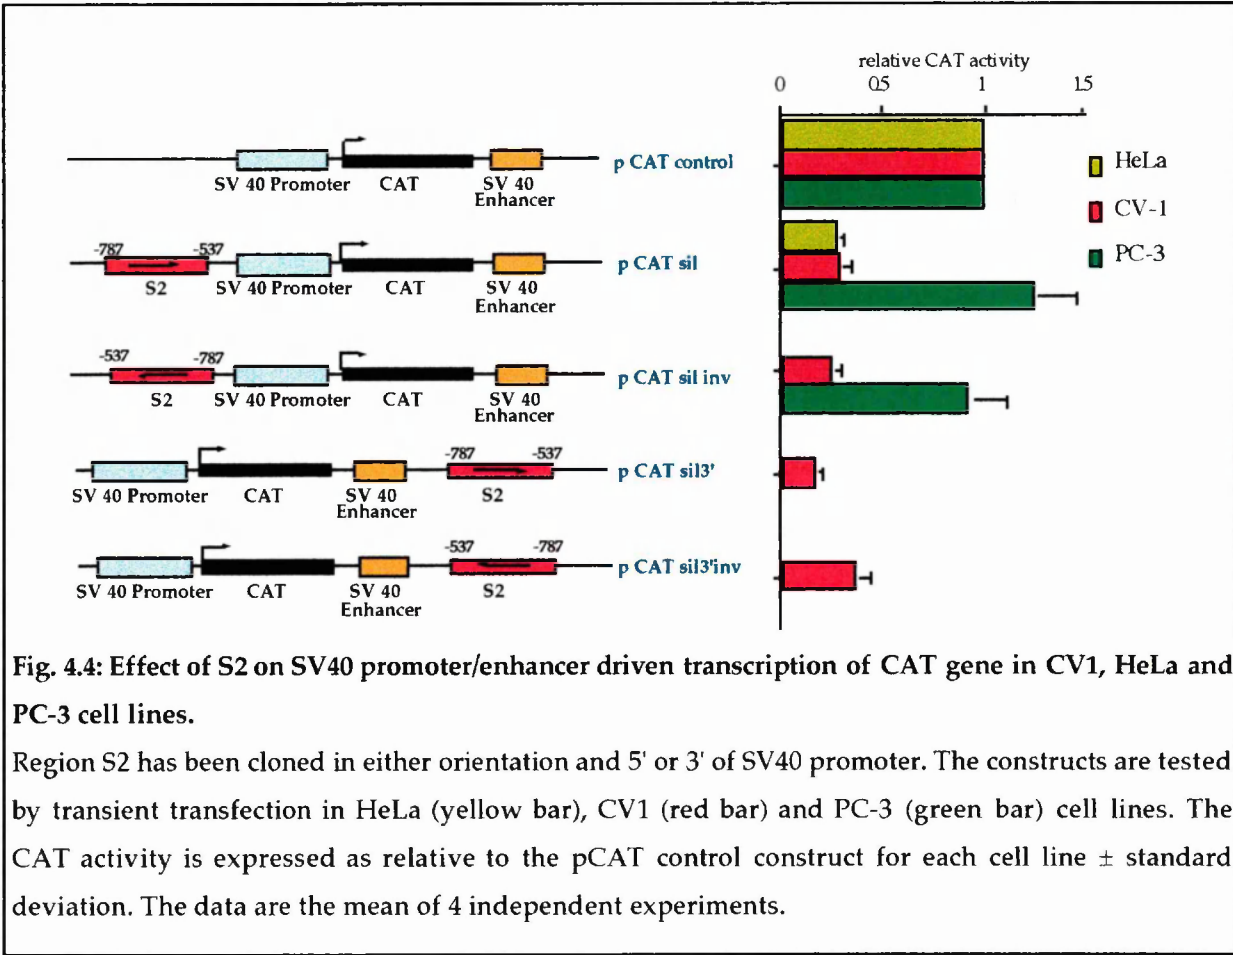 relative CAT activity
0 0.5 1 1.5
p CAT control
SV 40 Promoter CAT SV 40
Enhancer
HeLa
CV-1
PC-3
-787 -537
p CAT sil
S2 SV 40 Promoter CAT SV 40
Enhancer
-537 -787
p CAT sil inv
S2 SV 40 Promoter CAT SV 40
Enhancer
-787 -537
p CAT sil3'
SV 40 Promoter CAT SV 40 S2
Enhancer
-537 -787
p CAT sil3'inv
SV 40 Promoter CAT SV 40 S2
Enhancer
Fig. 4.4: Effect of S2 on SV40 promoter/enhancer driven transcription of CAT gene in CV1, HeLa and
PC-3 cell lines.
Region S2 has been cloned in either orientation and 5' or 3' of SV40 promoter. The constructs are tested
by transient transfection in HeLa (yellow bar), CV1 (red bar) and PC-3 (green bar) cell lines. The
CAT activity is expressed as relative to the pCAT control construct for each cell line ± standard
deviation. The data are the mean of 4 independent experiments.